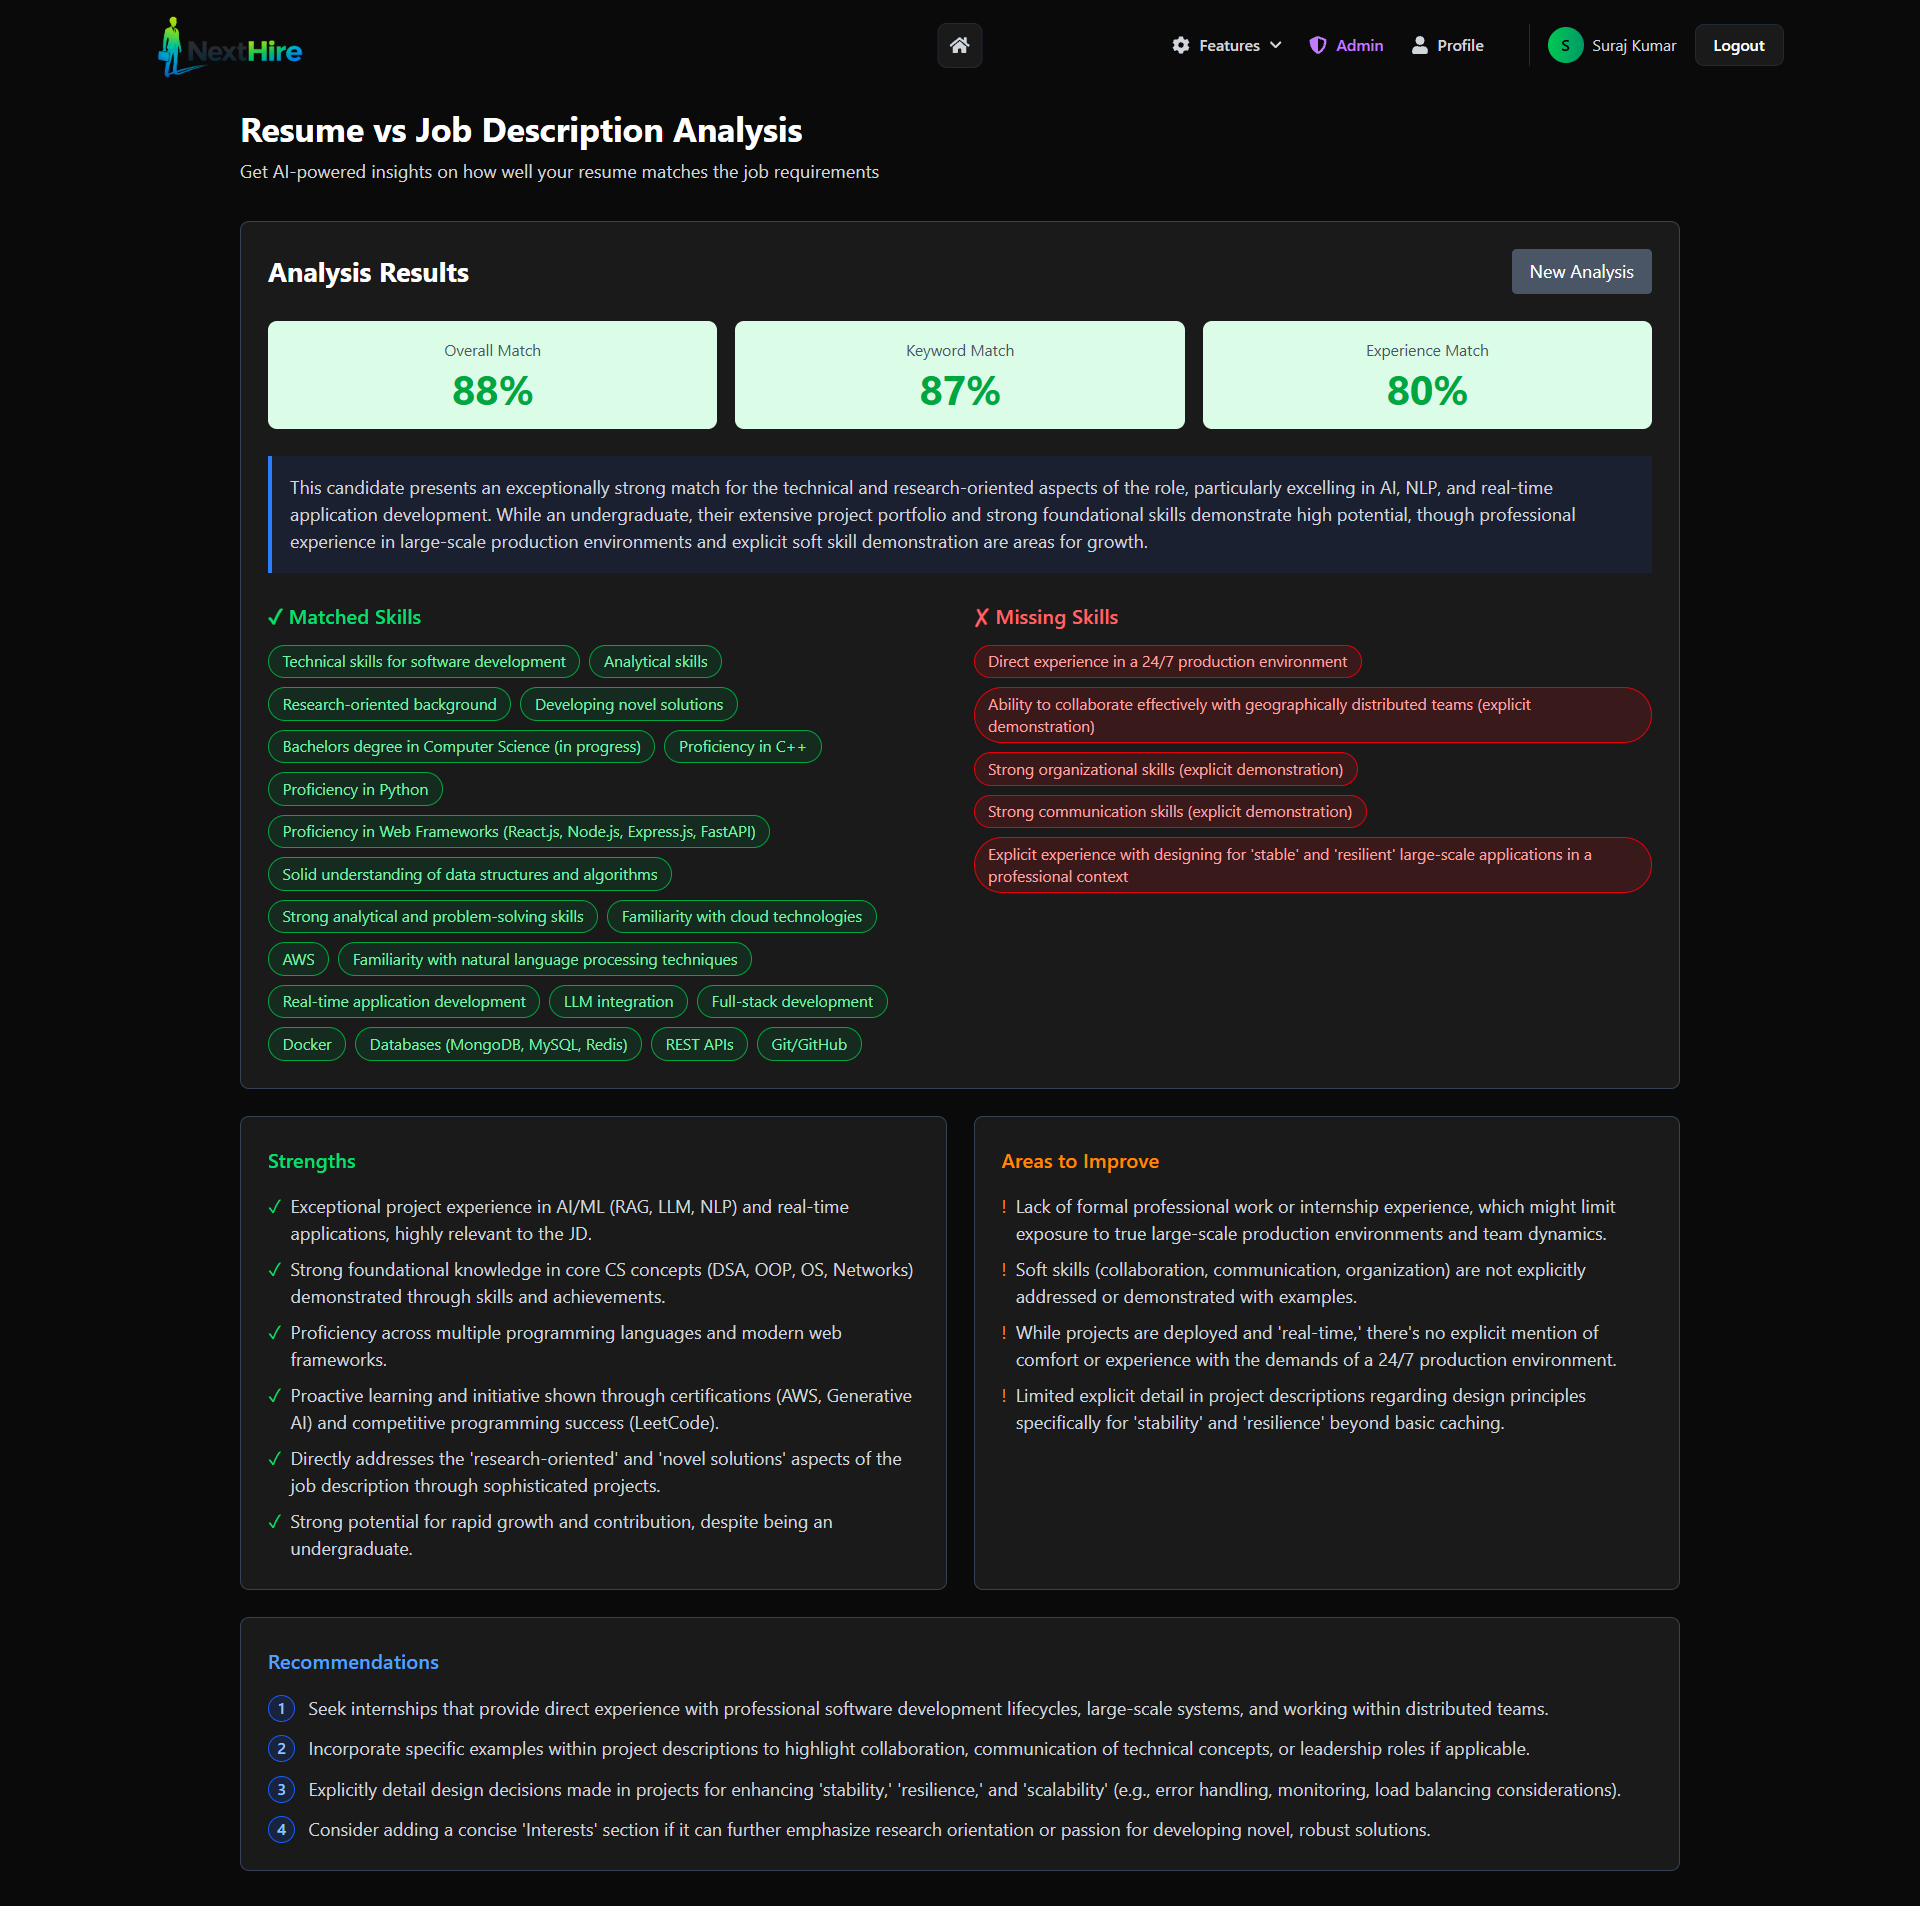 NextHire
Features
Admin
Profile
S
Suraj Kumar
Logout
Resume vs Job Description Analysis
Get AI-powered insights on how well your resume matches the job requirements
Analysis Results
New Analysis
Overall Match
88%
Keyword Match
87%
Experience Match
80%
This candidate presents an exceptionally strong match for the technical and research-oriented aspects of the role, particularly excelling in AI, NLP, and real-time
application development. While an undergraduate, their extensive project portfolio and strong foundational skills demonstrate high potential, though professional
experience in large-scale production environments and explicit soft skill demonstration are areas for growth.
✓ Matched Skills
Technical skills for software development
Analytical skills
Research-oriented background
Developing novel solutions
Bachelors degree in Computer Science (in progress)
Proficiency in C++
Proficiency in Python
Proficiency in Web Frameworks (React.js, Node.js, Express.js, FastAPI)
Solid understanding of data structures and algorithms
Strong analytical and problem-solving skills
Familiarity with cloud technologies
AWS
Familiarity with natural language processing techniques
Real-time application development
LLM integration
Full-stack development
Docker
Databases (MongoDB, MySQL, Redis)
REST APIs
Git/GitHub
✗ Missing Skills
Direct experience in a 24/7 production environment
Ability to collaborate effectively with geographically distributed teams (explicit
demonstration)
Strong organizational skills (explicit demonstration)
Strong communication skills (explicit demonstration)
Explicit experience with designing for 'stable' and 'resilient' large-scale applications in a
professional context
Strengths
✓ Exceptional project experience in AI/ML (RAG, LLM, NLP) and real-time
applications, highly relevant to the JD.
✓ Strong foundational knowledge in core CS concepts (DSA, OOP, OS, Networks)
demonstrated through skills and achievements.
✓ Proficiency across multiple programming languages and modern web
frameworks.
✓ Proactive learning and initiative shown through certifications (AWS, Generative
AI) and competitive programming success (LeetCode).
✓ Directly addresses the 'research-oriented' and 'novel solutions' aspects of the
job description through sophisticated projects.
✓ Strong potential for rapid growth and contribution, despite being an
undergraduate.
Areas to Improve
! Lack of formal professional work or internship experience, which might limit
exposure to true large-scale production environments and team dynamics.
! Soft skills (collaboration, communication, organization) are not explicitly
addressed or demonstrated with examples.
! While projects are deployed and 'real-time,' there's no explicit mention of
comfort or experience with the demands of a 24/7 production environment.
! Limited explicit detail in project descriptions regarding design principles
specifically for 'stability' and 'resilience' beyond basic caching.
Recommendations
1 Seek internships that provide direct experience with professional software development lifecycles, large-scale systems, and working within distributed teams.
2 Incorporate specific examples within project descriptions to highlight collaboration, communication of technical concepts, or leadership roles if applicable.
3 Explicitly detail design decisions made in projects for enhancing 'stability,' 'resilience,' and 'scalability' (e.g., error handling, monitoring, load balancing considerations).
4 Consider adding a concise 'Interests' section if it can further emphasize research orientation or passion for developing novel, robust solutions.